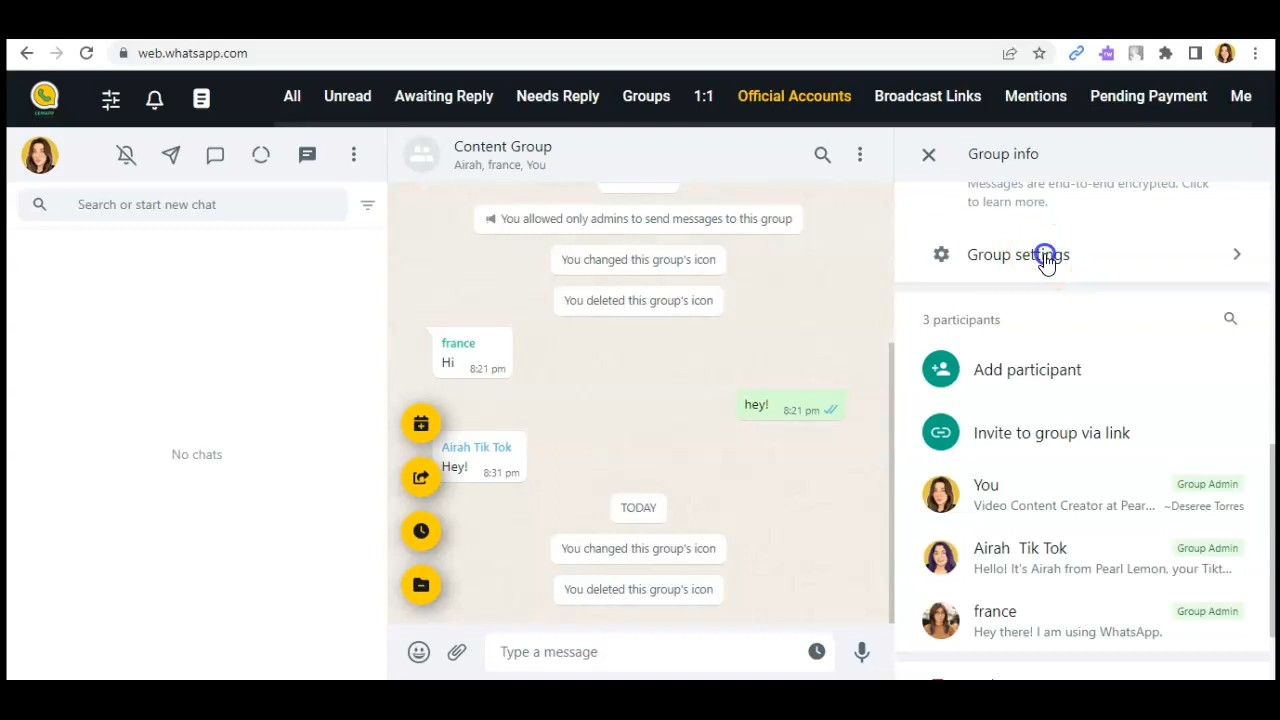 web.whatsapp.com
All Unread Awaiting Reply Needs Reply Groups 1:1 Official Accounts Broadcast Links Mentions Pending Payment Me
Search or start new chat
No chats
Content Group
Airah, france, You
You allowed only admins to send messages to this group
You changed this group's icon
You deleted this group's icon
france
Hi 8:21 pm
hey! 8:21 pm
Airah Tik Tok
Hey! 8:31 pm
TODAY
You changed this group's icon
You deleted this group's icon
Type a message
Group info
Messages are end-to-end encrypted. Click
to learn more.
Group settings
3 participants
Add participant
Invite to group via link
You Group Admin
Video Content Creator at Pear... ~Deseree Torres
Airah Tik Tok Group Admin
Hello! It's Airah from Pearl Lemon, your Tikt...
france Group Admin
Hey there! I am using WhatsApp.